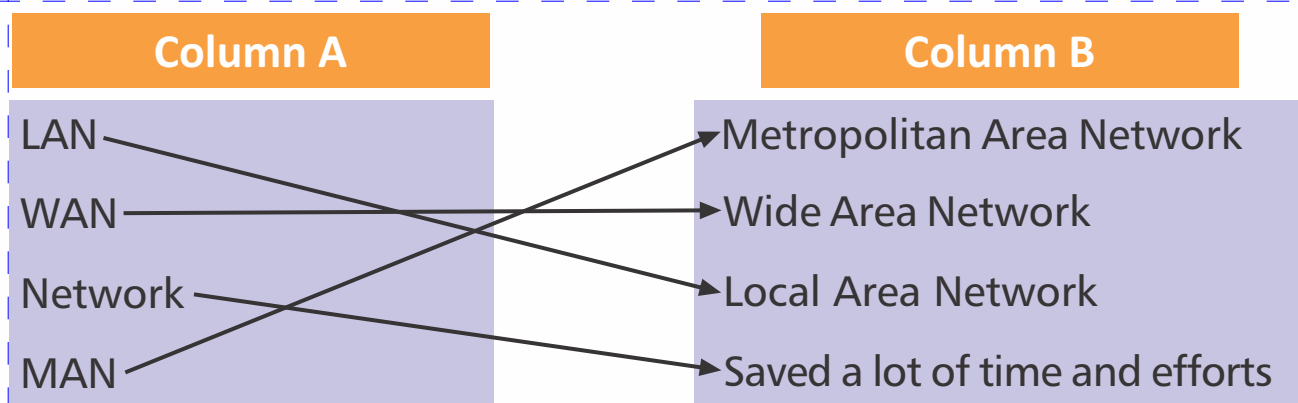 Column A Column B
LAN Metropolitan Area Network
WAN Wide Area Network
Network Local Area Network
MAN Saved a lot of time and efforts